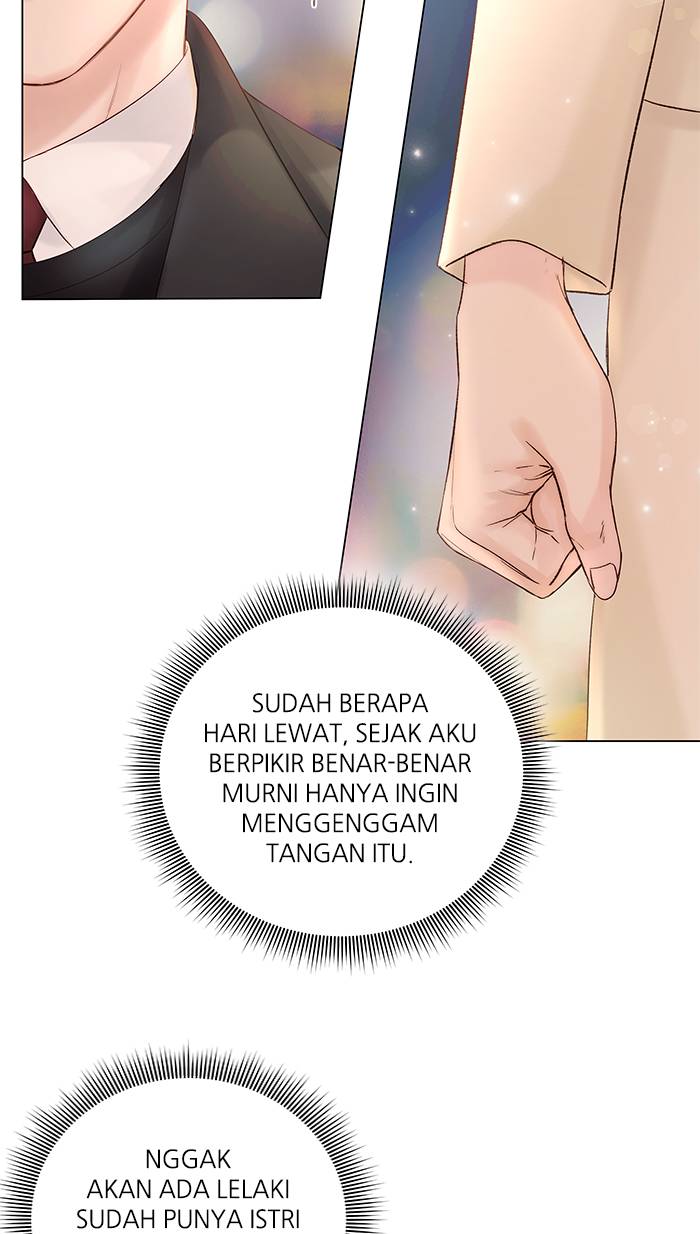 SUDAH BERAPA
HARI LEWAT, SEJAK AKU
BERPIKIR BENAR-BENAR
MURNI HANYA INGIN
MENGGENGGAM
TANGAN ITU.
NGGAK
AKAN ADA LELAKI
SUDAH PUNYA ISTRI